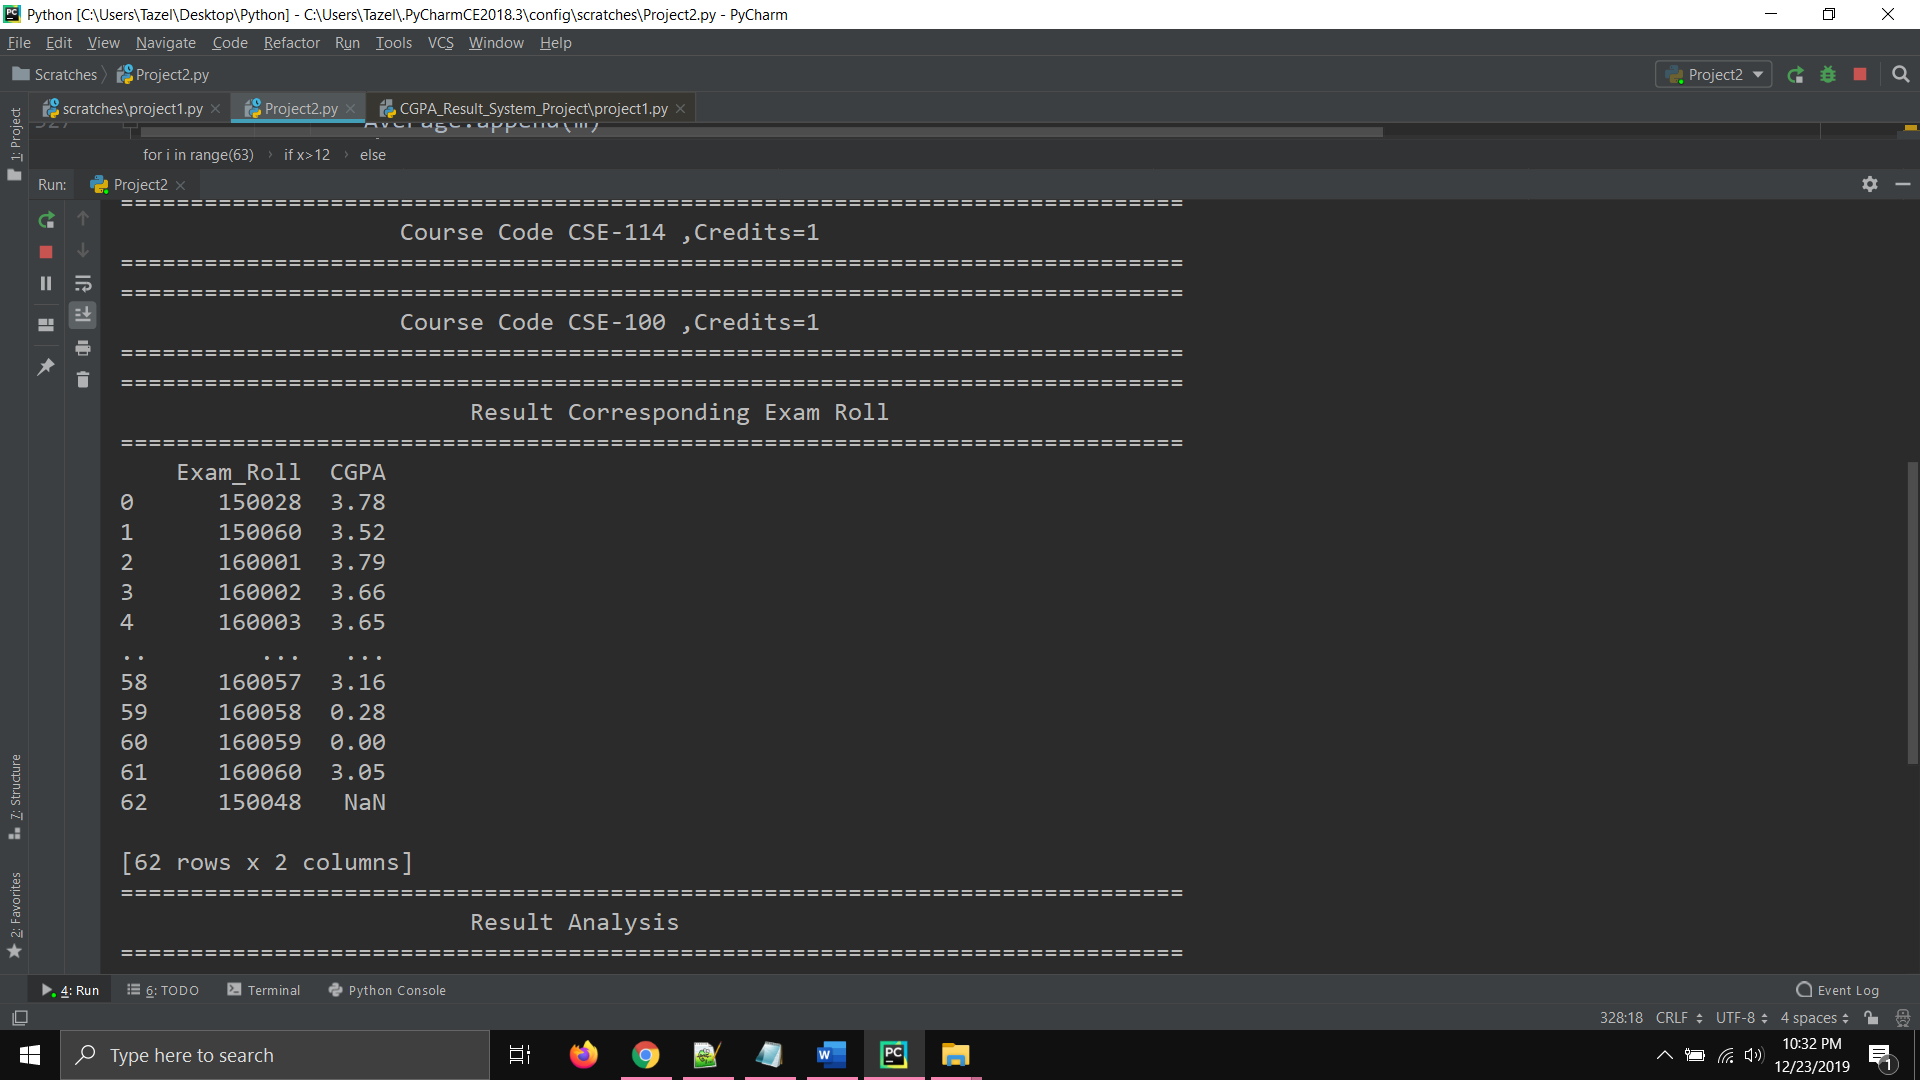 Python [C:\Users\Tazel\Desktop\Python] - C:\Users\Tazel\.PyCharmCE2018.3\config\scratches\Project2.py - PyCharm
File Edit View Navigate Code Refactor Run Tools VCS Window Help
Scratches Project2.py Project2
scratches\project1.py Project2.py CGPA_Result_System_Project\project1.py
327 Average.append(m)
for i in range(63) › if x>12 › else
Run: Project2
============================================================================
Course Code CSE-114 ,Credits=1
============================================================================
============================================================================
Course Code CSE-100 ,Credits=1
============================================================================
============================================================================
Result Corresponding Exam Roll
============================================================================
Exam_Roll CGPA
0 150028 3.78
1 150060 3.52
2 160001 3.79
3 160002 3.66
4 160003 3.65
.. ... ...
58 160057 3.16
59 160058 0.28
60 160059 0.00
61 160060 3.05
62 150048 NaN
[62 rows x 2 columns]
============================================================================
Result Analysis
============================================================================
1: Project
7: Structure
2: Favorites
4: Run 6: TODO Terminal Python Console Event Log
328:18 CRLF UTF-8 4 spaces
Type here to search
10:32 PM
12/23/2019
1